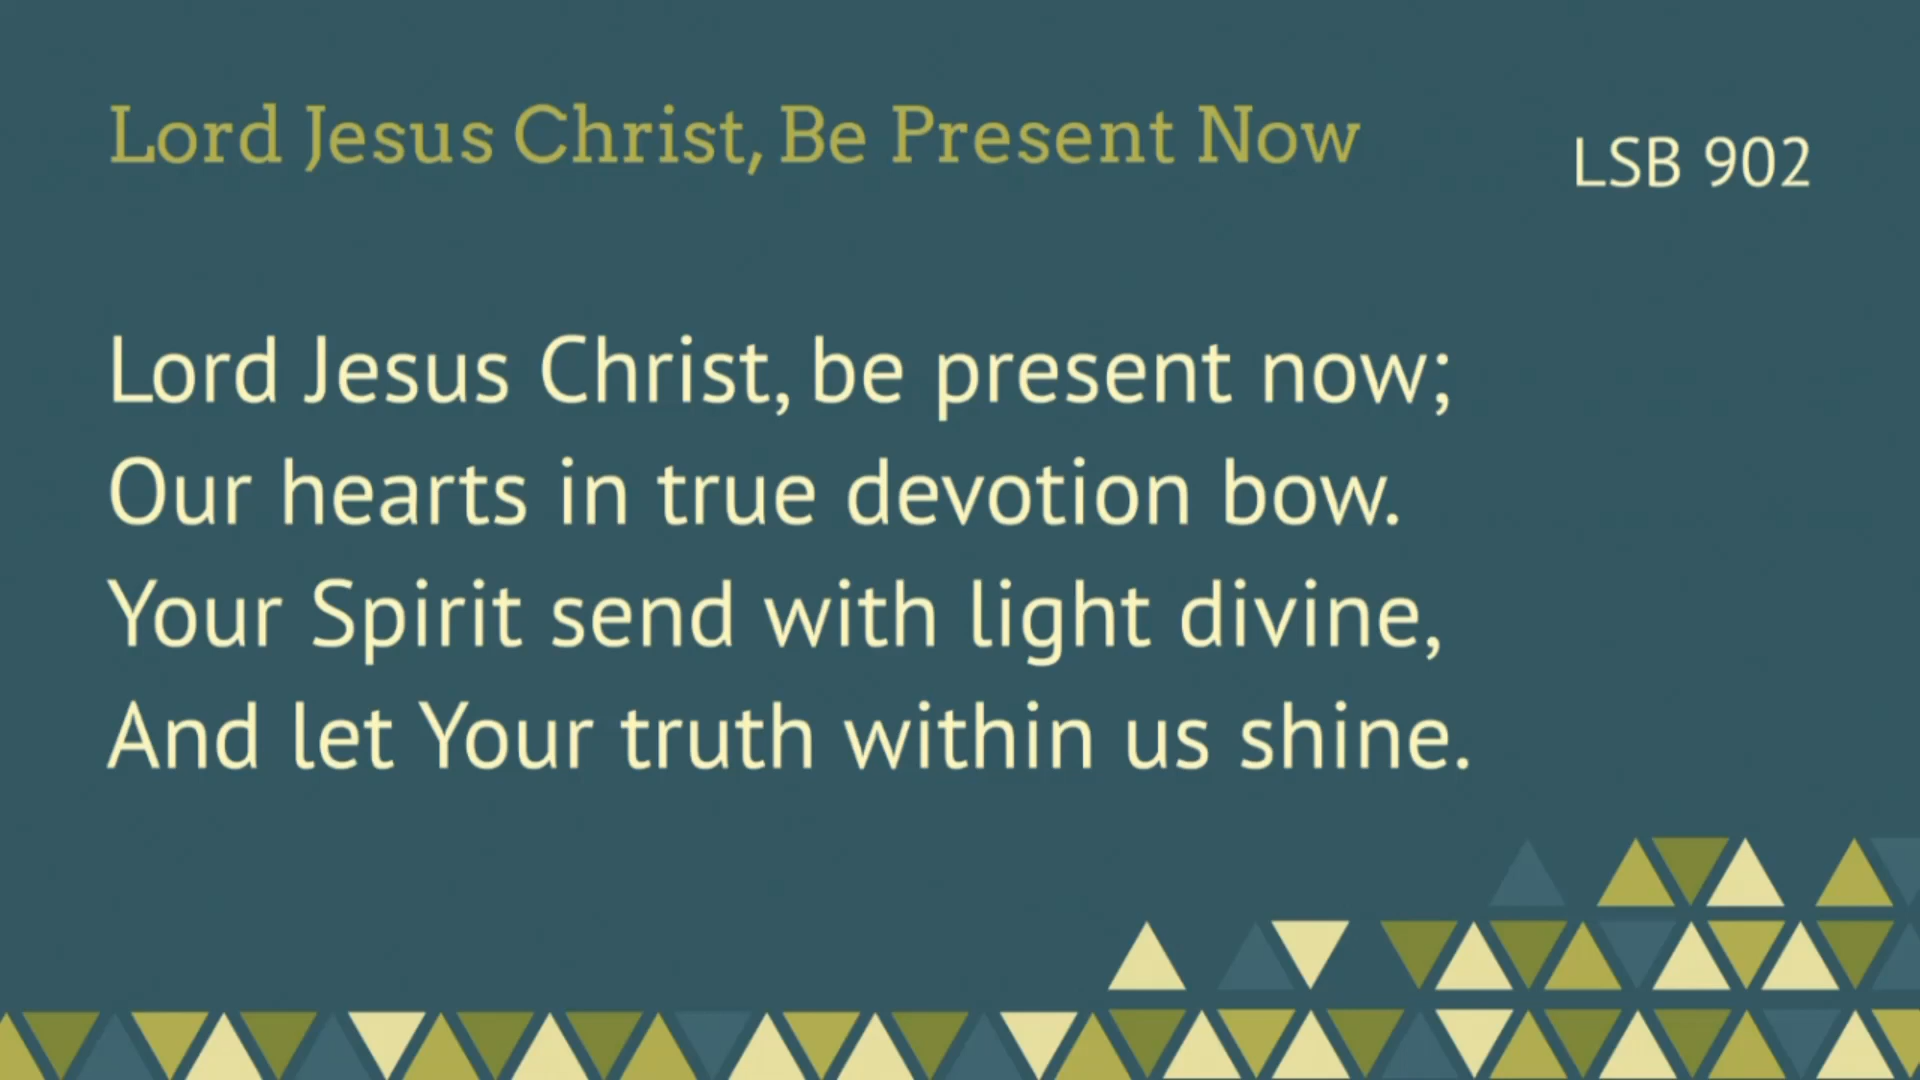 Lord Jesus Christ, Be Present Now
LSB 902
Lord Jesus Christ, be present now;
Our hearts in true devotion bow.
Your Spirit send with light divine,
And let Your truth within us shine.